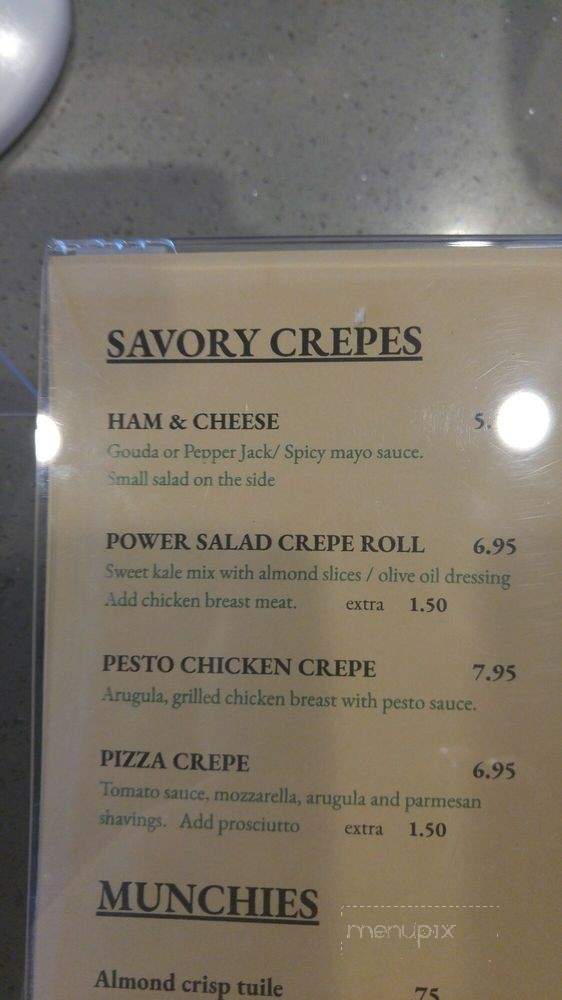 SAVORY CREPES
HAM & CHEESE 5.
Gouda or Pepper Jack/ Spicy mayo sauce.
Small salad on the side
POWER SALAD CREPE ROLL 6.95
Sweet kale mix with almond slices / olive oil dressing
Add chicken breast meat. extra 1.50
PESTO CHICKEN CREPE 7.95
Arugula, grilled chicken breast with pesto sauce.
PIZZA CREPE 6.95
Tomato sauce, mozzarella, arugula and parmesan
shavings. Add prosciutto extra 1.50
MUNCHIES
menupix
Almond crisp tuile .75